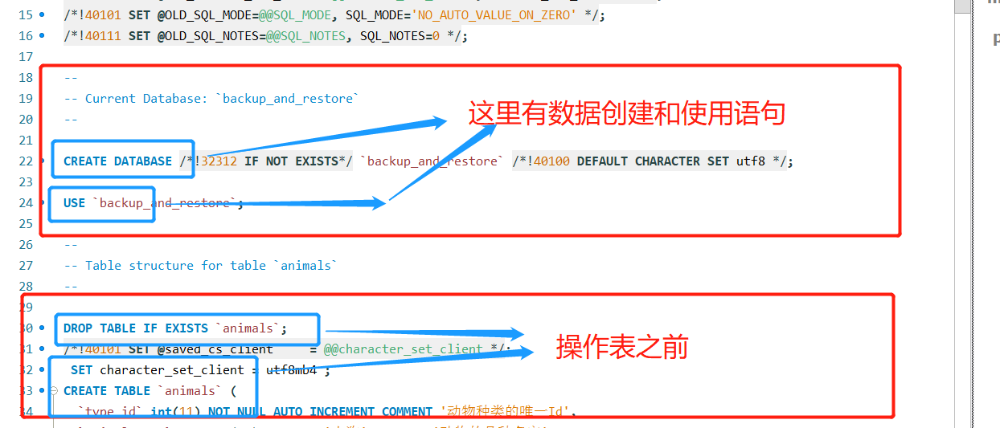 15 /*!40101 SET @OLD_SQL_MODE=@@SQL_MODE, SQL_MODE='NO_AUTO_VALUE_ON_ZERO' */;
16 /*!40111 SET @OLD_SQL_NOTES=@@SQL_NOTES, SQL_NOTES=0 */;
17
18 --
19 -- Current Database: `backup_and_restore`
20 --
这里有数据创建和使用语句
21
22 CREATE DATABASE /*!32312 IF NOT EXISTS*/ `backup_and_restore` /*!40100 DEFAULT CHARACTER SET utf8 */;
23
24 USE `backup_and_restore`;
25
26 --
27 -- Table structure for table `animals`
28 --
29
30 DROP TABLE IF EXISTS `animals`;
31 /*!40101 SET @saved_cs_client = @@character_set_client */;
操作表之前
32 SET character_set_client = utf8mb4 ;
33 CREATE TABLE `animals` (
34 `type_id` int(11) NOT NULL AUTO_INCREMENT COMMENT '动物种类的唯一Id',